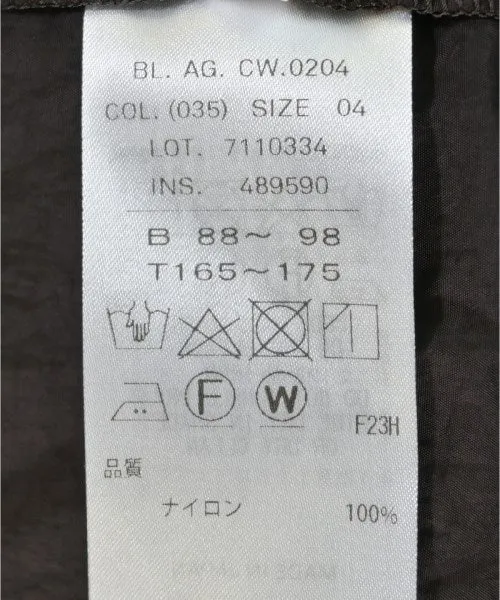 BL. AG. CW.0204
COL.(035) SIZE 04
LOT. 7110334
INS. 489590
B 88～ 98
T165～175
F W
F23H
品質
ナイロン 100%